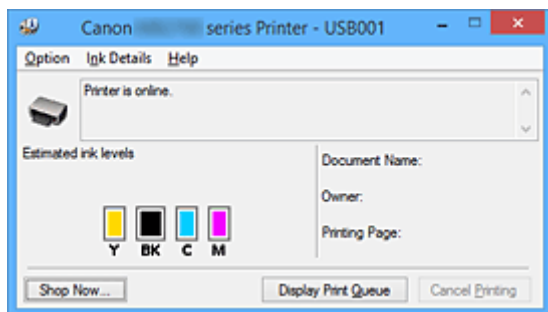 Canon series Printer - USB001
Option Ink Details Help
Printer is online.
Estimated ink levels
Document Name:
Owner:
Printing Page:
Y BK C M
Shop Now... Display Print Queue Cancel Printing